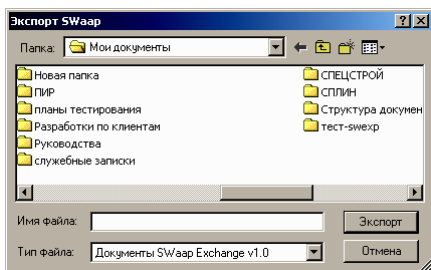 Экспорт SWaap
Папка: Мои документы
Новая папка
ПИР
планы тестирования
Разработки по клиентам
Руководства
служебные записки
СПЕЦСТРОЙ
СПЛИН
Структура докумен
тест-swexp
Имя файла:
Экспорт
Тип файла: Документы SWaap Exchange v1.0
Отмена